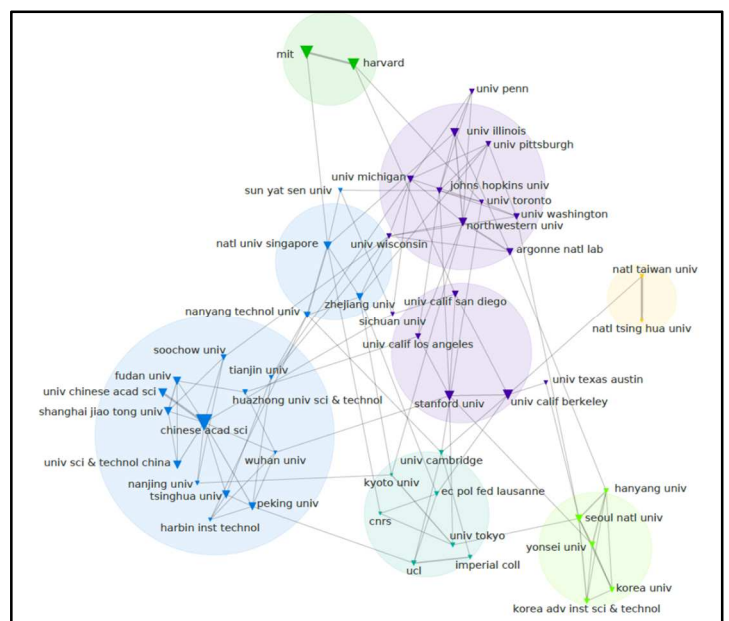 mit
harvard
univ penn
univ illinois
univ pittsburgh
univ michigan
johns hopkins univ
sun yat sen univ
univ toronto
univ washington
northwestern univ
natl univ singapore
univ wisconsin
argonne natl lab
natl taiwan univ
zhejiang univ
univ calif san diego
nanyang technol univ
sichuan univ
natl tsing hua univ
univ calif los angeles
soochow univ
tianjin univ
fudan univ
univ texas austin
univ chinese acad sci
huazhong univ sci & technol
stanford univ
univ calif berkeley
shanghai jiao tong univ
chinese acad sci
univ sci & technol china
wuhan univ
univ cambridge
nanjing univ
kyoto univ
hanyang univ
tsinghua univ
ec pol fed lausanne
peking univ
cnrs
seoul natl univ
harbin inst technol
univ tokyo
yonsei univ
ucl
imperial coll
korea univ
korea adv inst sci & technol